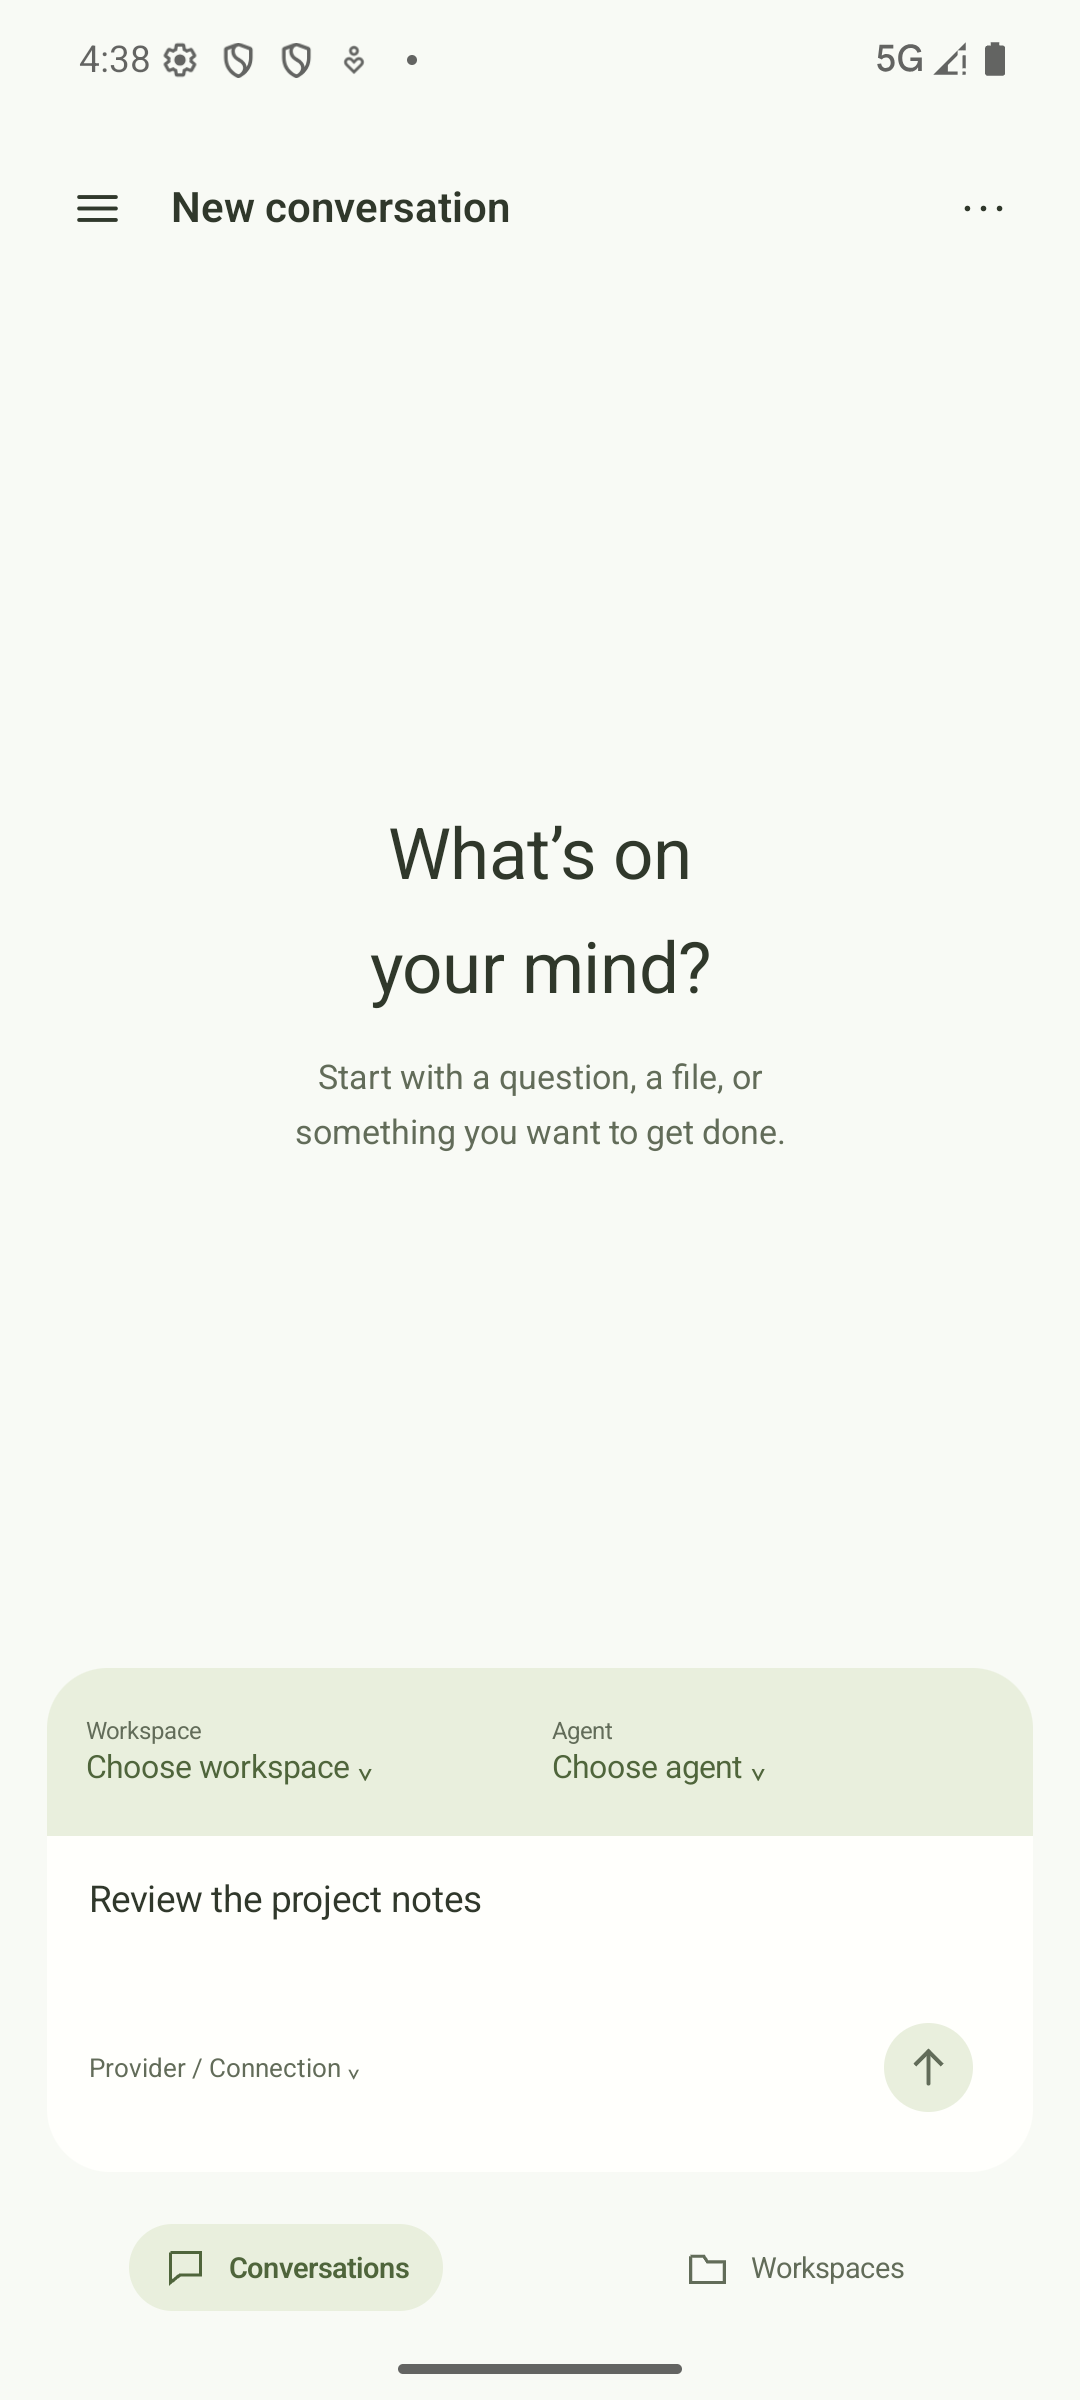 4:38
5G
New conversation
What’s on
your mind?
Start with a question, a file, or
something you want to get done.
Workspace
Choose workspace
Agent
Choose agent
Review the project notes
Provider / Connection
Conversations
Workspaces